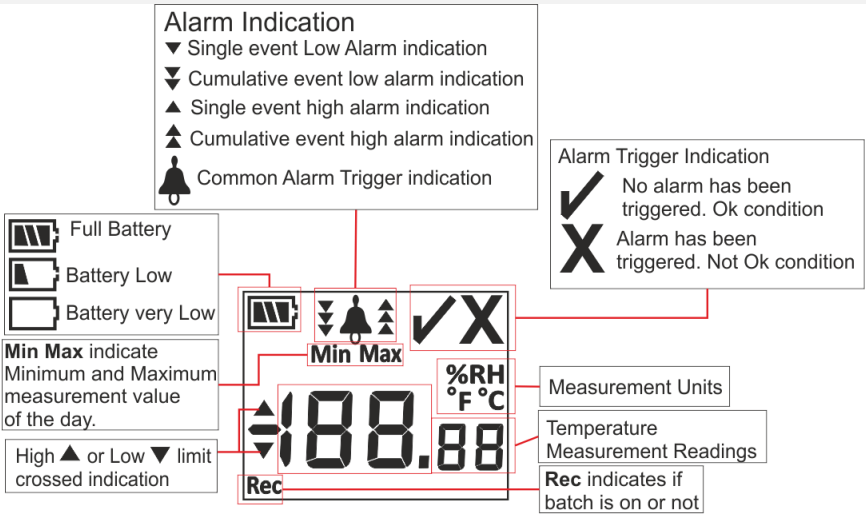 Alarm Indication
▼ Single event Low Alarm indication
Cumulative event low alarm indication
▲ Single event high alarm indication
Cumulative event high alarm indication
Common Alarm Trigger indication
Alarm Trigger Indication
No alarm has been
triggered. Ok condition
Alarm has been
triggered. Not Ok condition
Full Battery
Battery Low
Battery very Low
Min Max indicate
Minimum and Maximum
measurement value
of the day.
High ▲ or Low ▼ limit
crossed indication
✓X
Min Max
%RH
°F °C
-188.88
Rec
Measurement Units
Temperature
Measurement Readings
Rec indicates if
batch is on or not